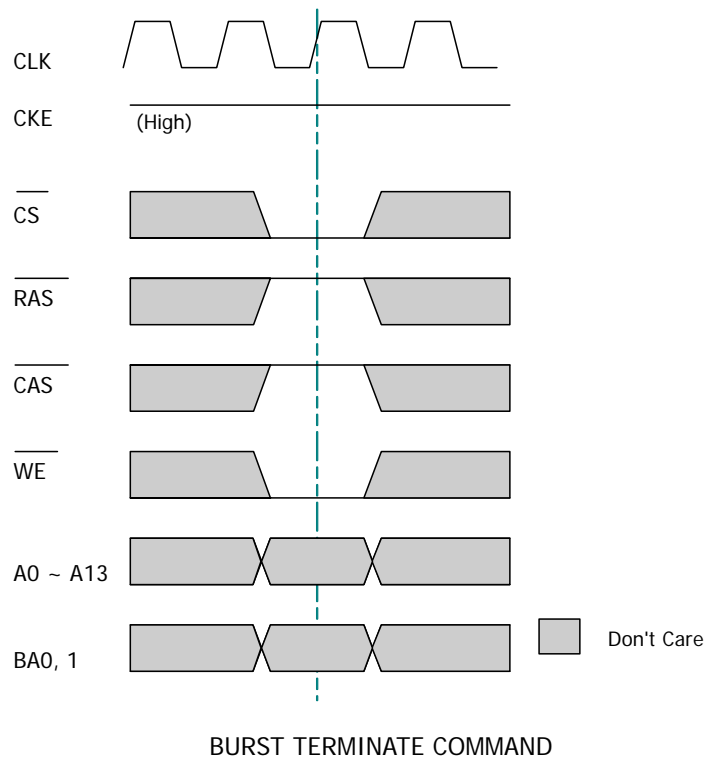 CLK
CKE
(High)
CS
RAS
CAS
WE
A0 ~ A13
BA0, 1
Don't Care
BURST TERMINATE COMMAND